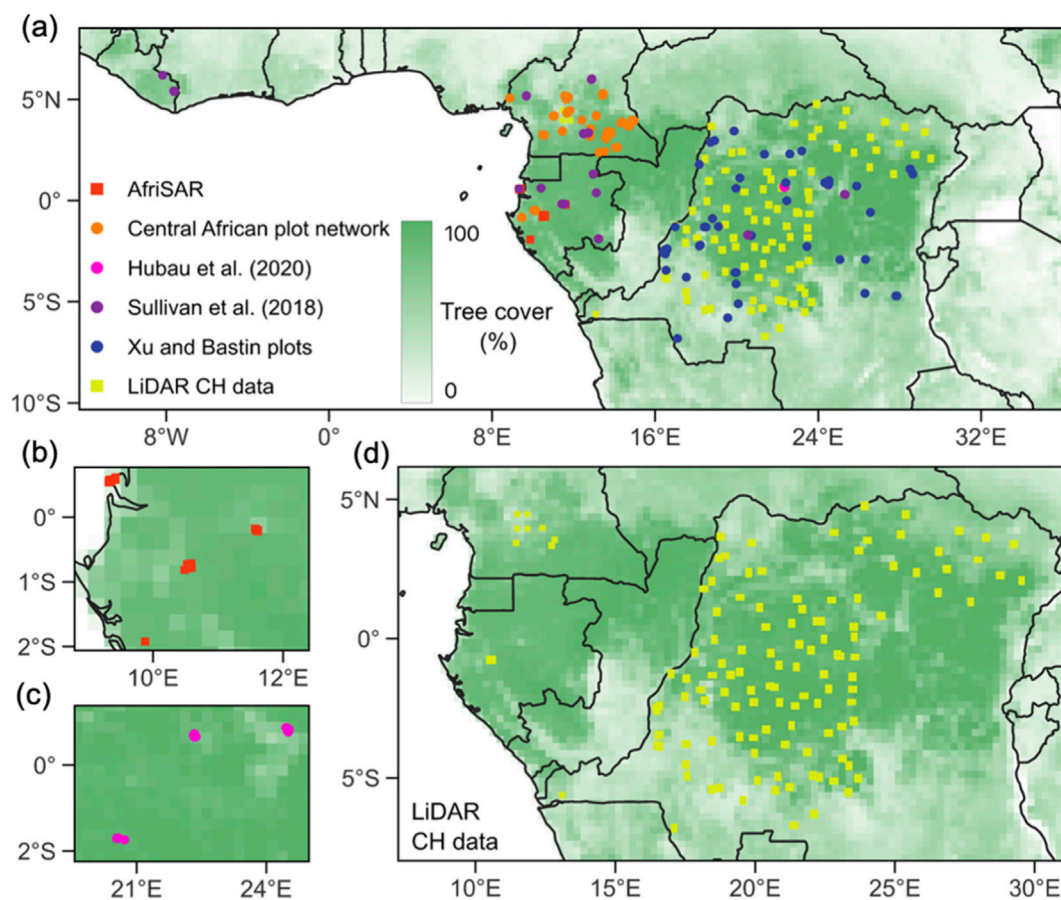 (a)
5°N
0°
5°S
10°S
AfriSAR
Central African plot network
Hubau et al. (2020)
Sullivan et al. (2018)
Xu and Bastin plots
LiDAR CH data
100
Tree cover
(%)
0
8°W
0°
8°E
16°E
24°E
32°E
(b)
0°
1°S
2°S
10°E
12°E
(c)
0°
2°S
21°E
24°E
(d)
5°N
0°
5°S
LiDAR
CH data
10°E
15°E
20°E
25°E
30°E